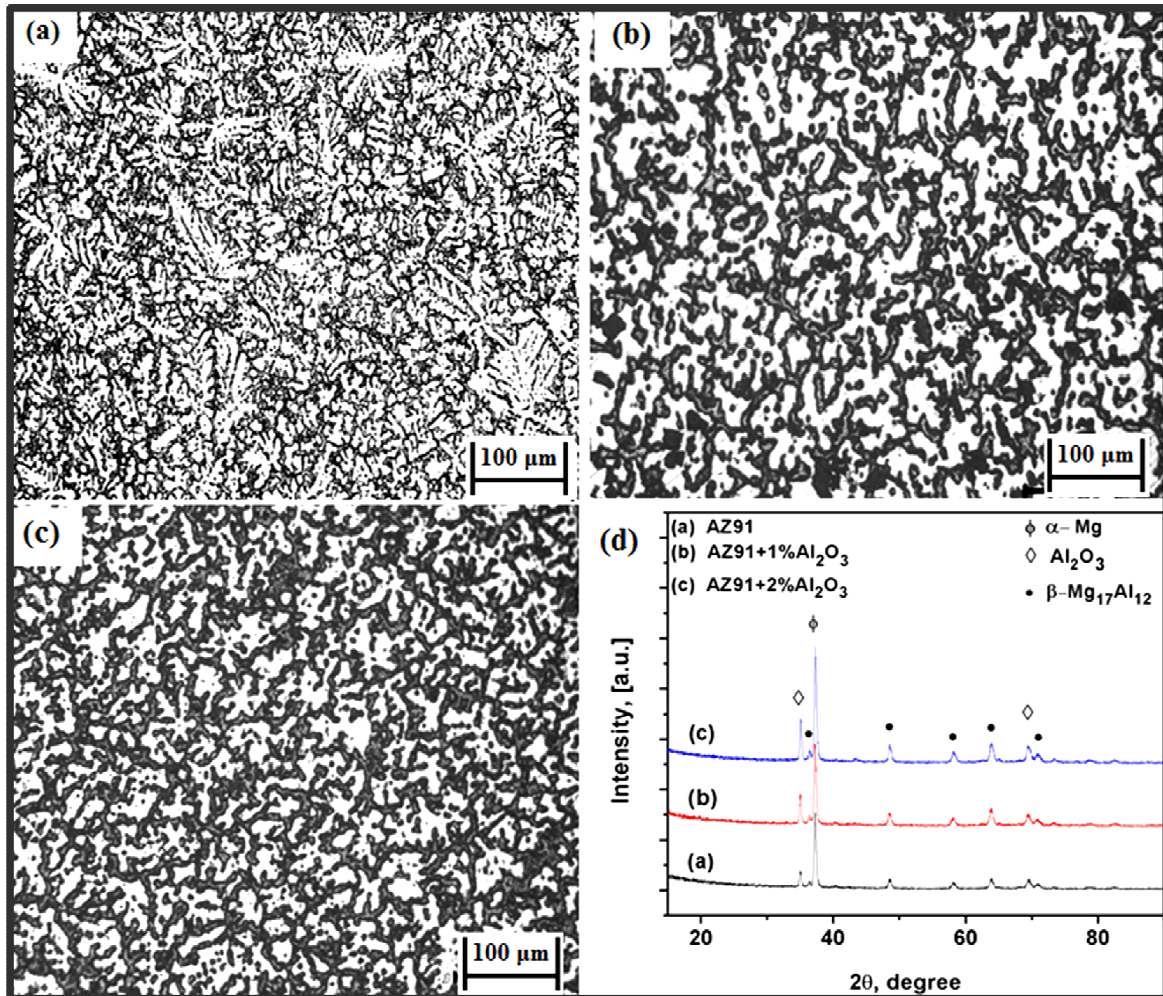 (a)
100 µm
(b)
100 µm
(c)
100 µm
(d)
(a) AZ91
(b) AZ91+1%Al₂O₃
(c) AZ91+2%Al₂O₃
α– Mg
Al₂O₃
β–Mg₁₇Al₁₂
(c)
(b)
(a)
Intensity, [a.u.]
20 40 60 80
2θ, degree